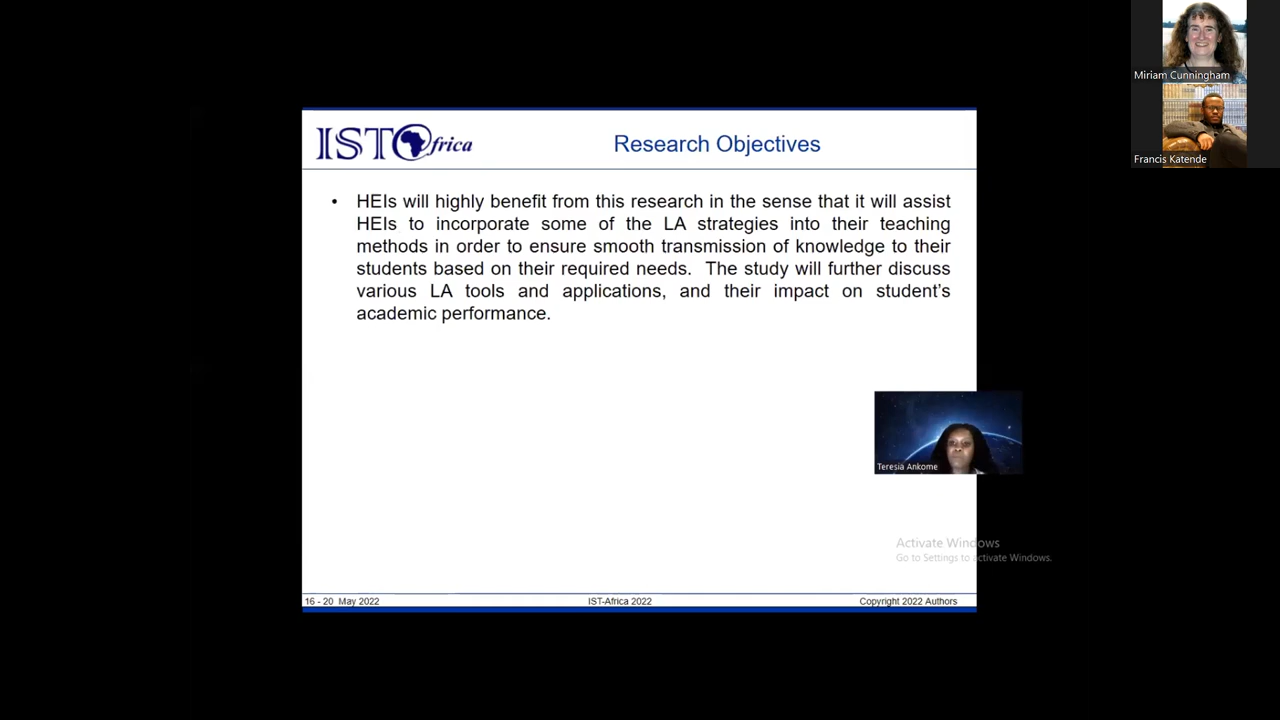 Miriam Cunningham
Francis Katende
IST Africa
Research Objectives
• HEIs will highly benefit from this research in the sense that it will assist
HEIs to incorporate some of the LA strategies into their teaching
methods in order to ensure smooth transmission of knowledge to their
students based on their required needs. The study will further discuss
various LA tools and applications, and their impact on student's
academic performance.
Teresia Ankome
Activate Windows
Go to Settings to activate Windows.
16 - 20 May 2022
IST-Africa 2022
Copyright 2022 Authors